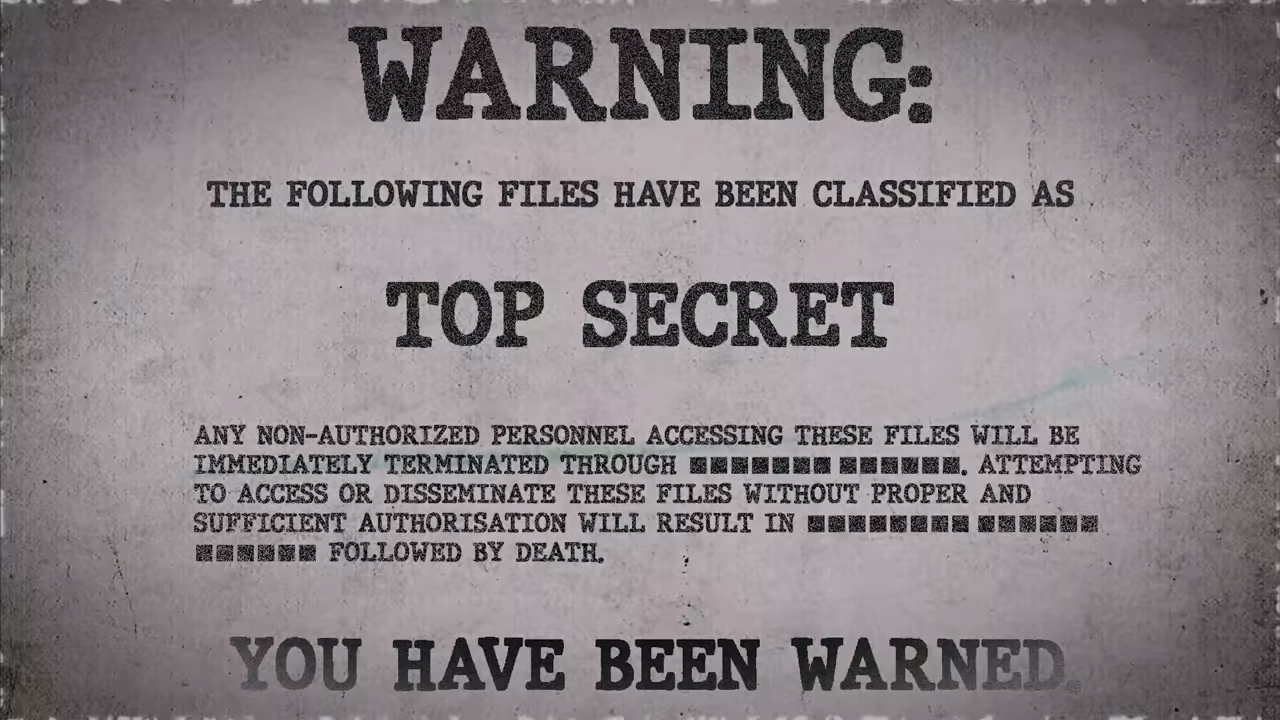 WARNING:
THE FOLLOWING FILES HAVE BEEN CLASSIFIED AS
TOP SECRET
ANY NON-AUTHORIZED PERSONNEL ACCESSING THESE FILES WILL BE
IMMEDIATELY TERMINATED THROUGH ■■■■■■■ ■■■■■■. ATTEMPTING
TO ACCESS OR DISSEMINATE THESE FILES WITHOUT PROPER AND
SUFFICIENT AUTHORISATION WILL RESULT IN ■■■■■■■■ ■■■■■■
■■■■■■ FOLLOWED BY DEATH.
YOU HAVE BEEN WARNED.